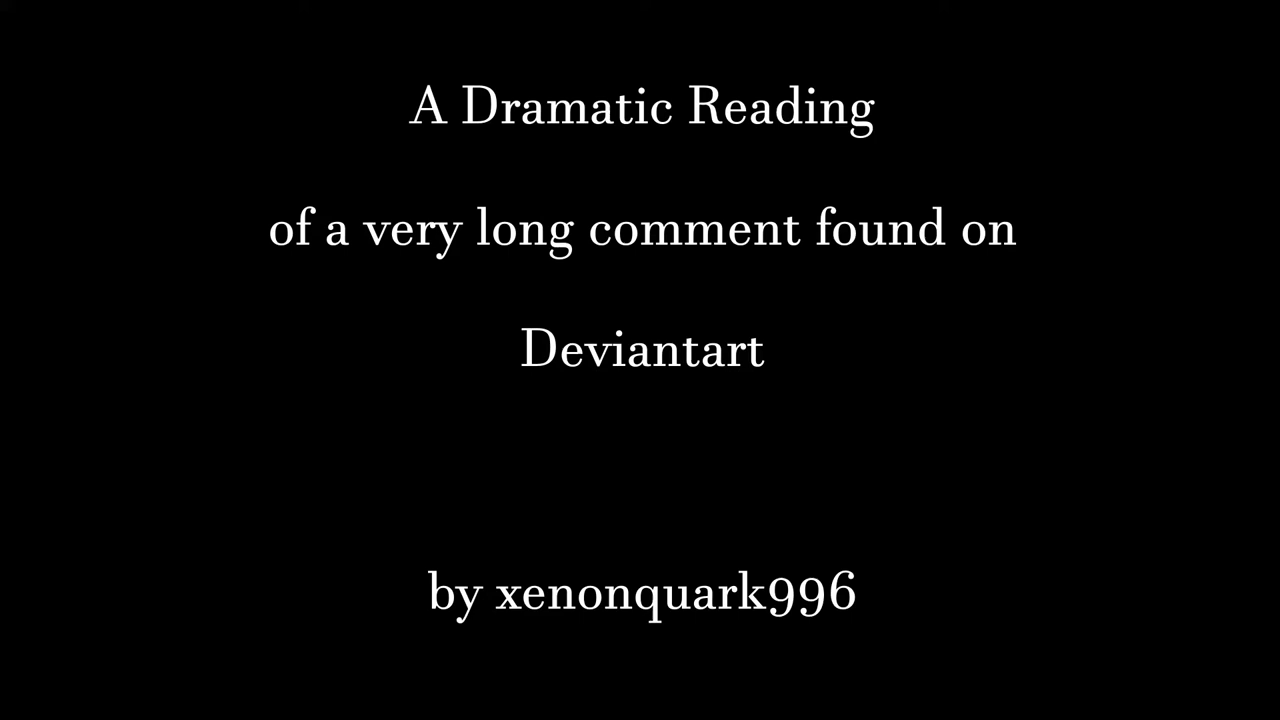 A Dramatic Reading
of a very long comment found on
Deviantart
by xenonquark996